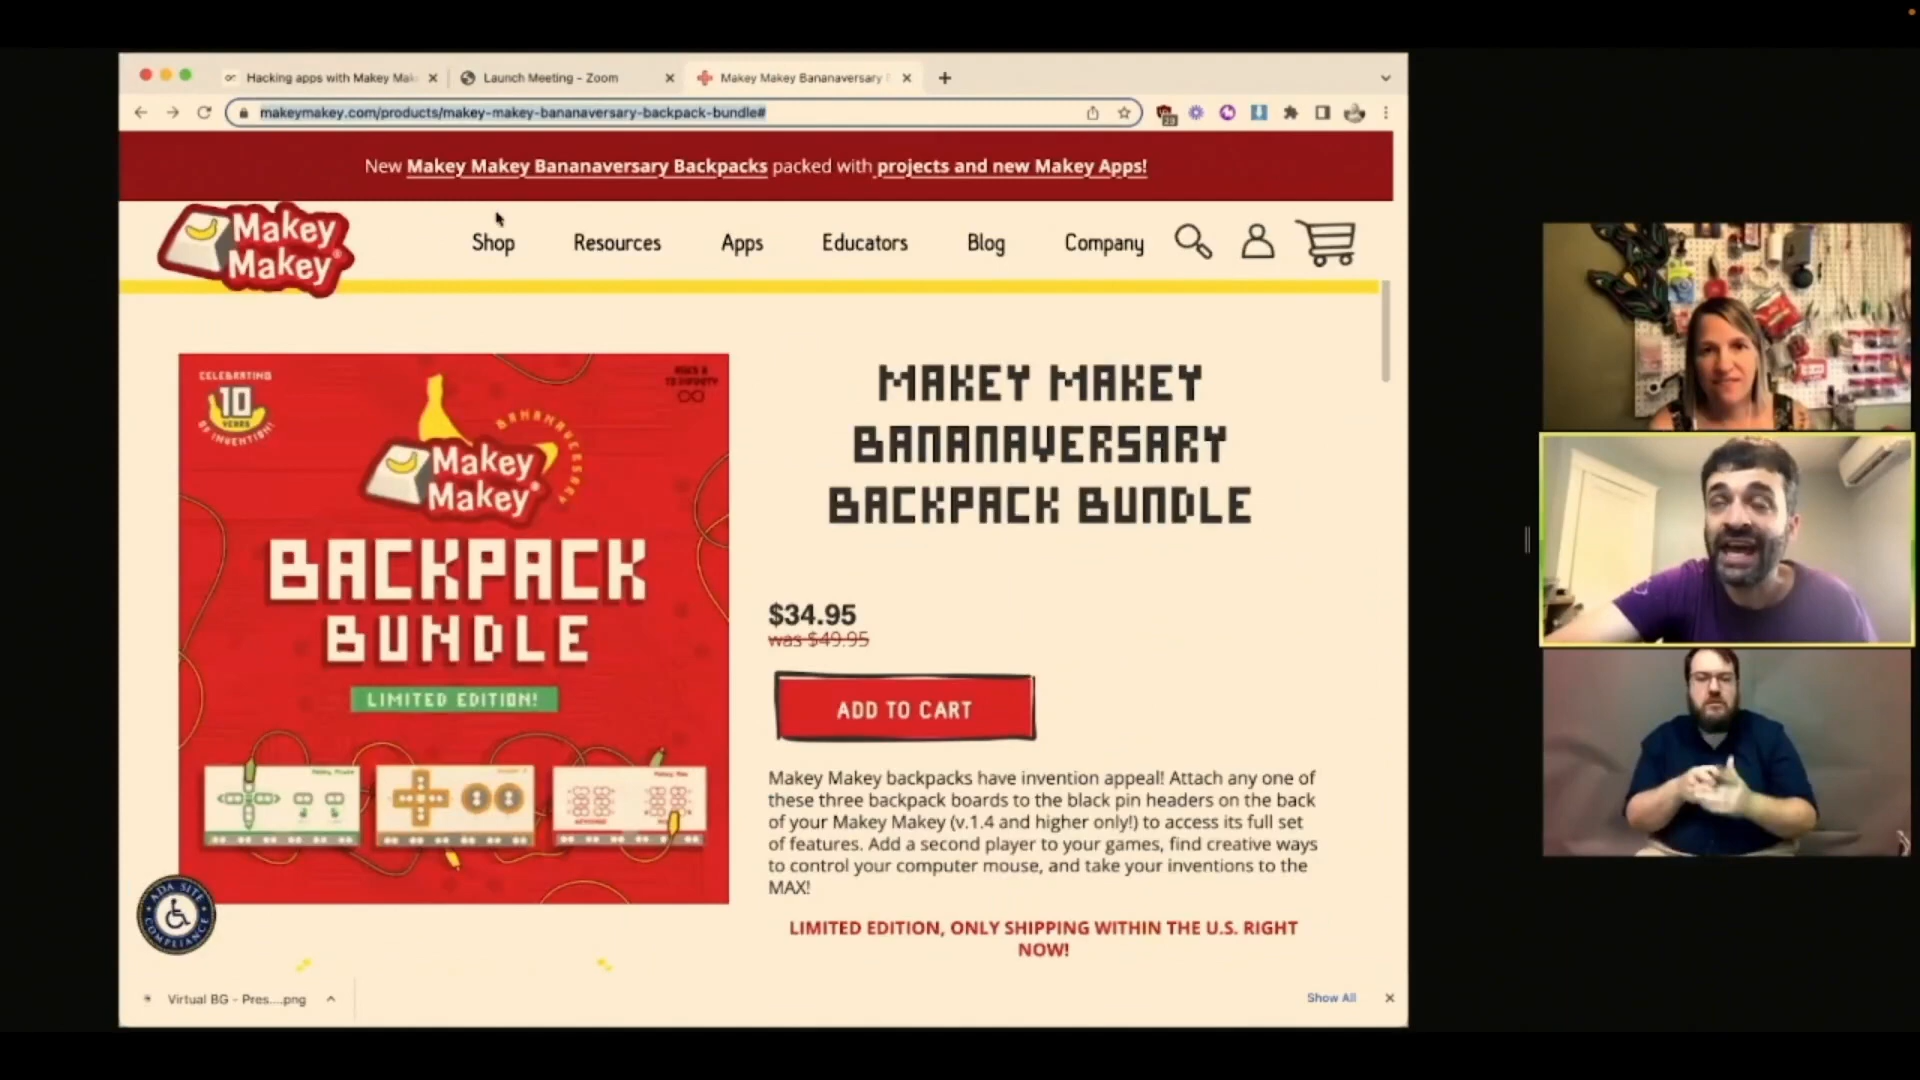 Hacking apps with Makey Mak
Launch Meeting - Zoom
Makey Makey Bananaversary
makeymakey.com/products/makey-makey-bananaversary-backpack-bundle#
New Makey Makey Bananaversary Backpacks packed with projects and new Makey Apps!
Makey
Makey
Shop
Resources
Apps
Educators
Blog
Company
CELEBRATING
10
YEARS
OF INVENTION!
BANANAVERSARY
Makey
Makey
BACKPACK
BUNDLE
LIMITED EDITION!
MAKEY MAKEY
BANANAVERSARY
BACKPACK BUNDLE
$34.95
was $49.95
ADD TO CART
Makey Makey backpacks have invention appeal! Attach any one of
these three backpack boards to the black pin headers on the back
of your Makey Makey (v.1.4 and higher only!) to access its full set
of features. Add a second player to your games, find creative ways
to control your computer mouse, and take your inventions to the
MAX!
LIMITED EDITION, ONLY SHIPPING WITHIN THE U.S. RIGHT
NOW!
ADA SITE
COMPLIANCE
Virtual BG - Pres....png
Show All